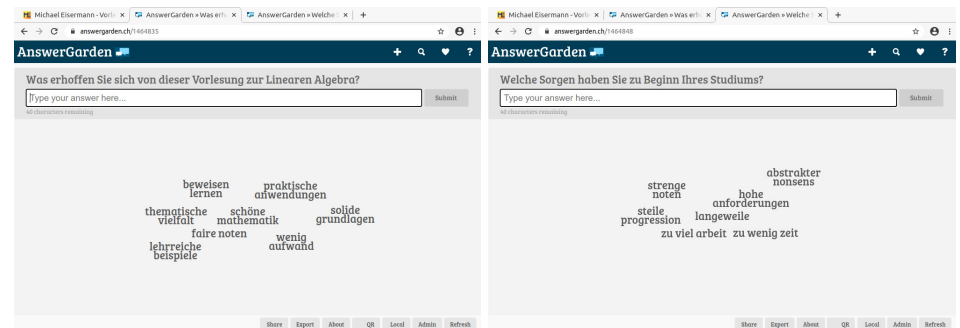 Michael Eisermann - Vorle
AnswerGarden » Was erh
AnswerGarden » Welche S
answergarden.ch/1464835
AnswerGarden
Was erhoffen Sie sich von dieser Vorlesung zur Linearen Algebra?
Type your answer here...
Submit
40 characters remaining
beweisen
lernen
praktische
anwendungen
thematische
vielfalt
schöne
mathematik
solide
grundlagen
faire noten
wenig
aufwand
lehrreiche
beispiele
Share Export About QR Local Admin Refresh
Michael Eisermann - Vorle
AnswerGarden » Was erh
AnswerGarden » Welche S
answergarden.ch/1464848
AnswerGarden
Welche Sorgen haben Sie zu Beginn Ihres Studiums?
Type your answer here...
Submit
40 characters remaining
abstrakter
nonsens
strenge
noten
hohe
anforderungen
steile
progression
langeweile
zu viel arbeit
zu wenig zeit
Share Export About QR Local Admin Refresh